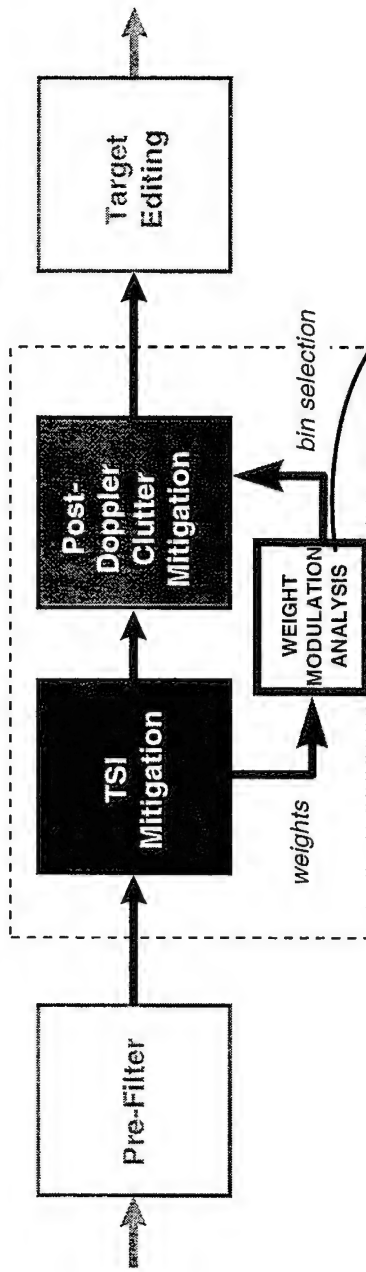 Pre-Filter
TSI
Mitigation
Post-
Doppler
Clutter
Mitigation
Target
Editing
weights
WEIGHT
MODULATION
ANALYSIS
bin selection